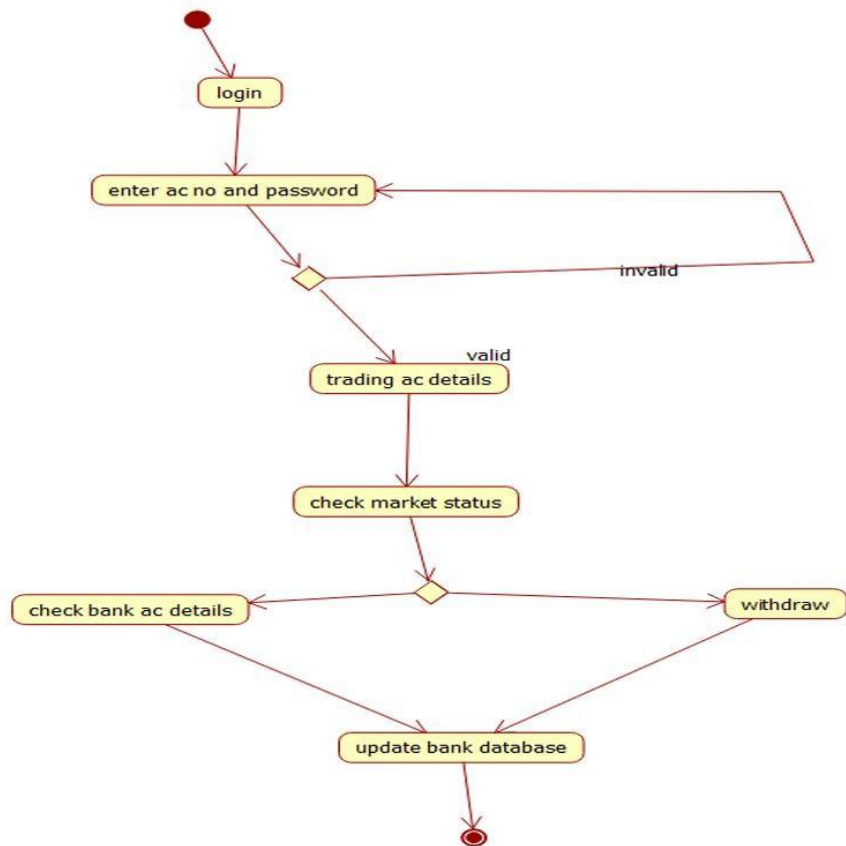 login
enter ac no and password
invalid
valid
trading ac details
check market status
check bank ac details
withdraw
update bank database